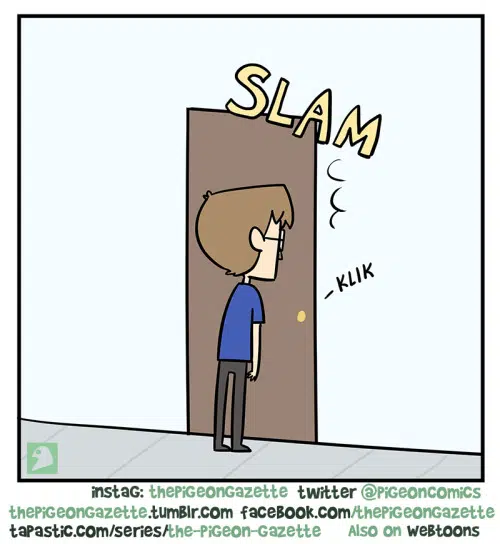 SLAM
KLIK
instag: thepigeongazette twitter @pigeoncomics
thepigeongazette.tumblr.com facebook.com/thepigeongazette
tapastic.com/series/the-pigeon-gazette Also on webtoons